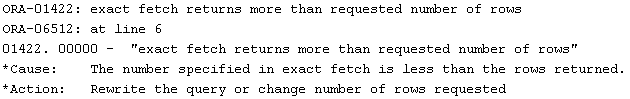 ORA-01422: exact fetch returns more than requested number of rows
ORA-06512: at line 6
01422. 00000 -  "exact fetch returns more than requested number of rows"
*Cause:    The number specified in exact fetch is less than the rows returned.
*Action:   Rewrite the query or change number of rows requested